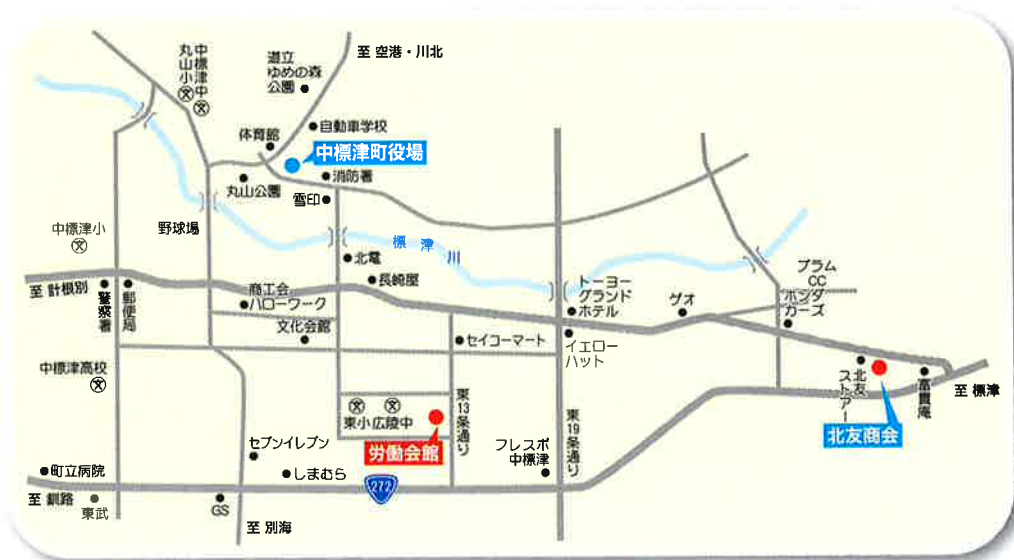 中標津中
丸山小
道立
ゆめの森
公園
至 空港・川北
自動車学校
体育館
中標津町役場
丸山公園
消防署
雪印
中標津小
野球場
標津川
北電
長崎屋
至 計根別
警察署
郵便局
商工会
ハローワーク
文化会館
トーヨー
グランド
ホテル
ゲオ
プラム
CC
ホンダ
カーズ
セイコーマート
イエロー
ハット
中標津高校
北友
ストアー
富貴庵
至 標津
東13条通り
東19条通り
東小
広陵中
労働会館
北友商会
セブンイレブン
しまむら
フレスポ
中標津
町立病院
272
至 釧路
東武
GS
至 別海